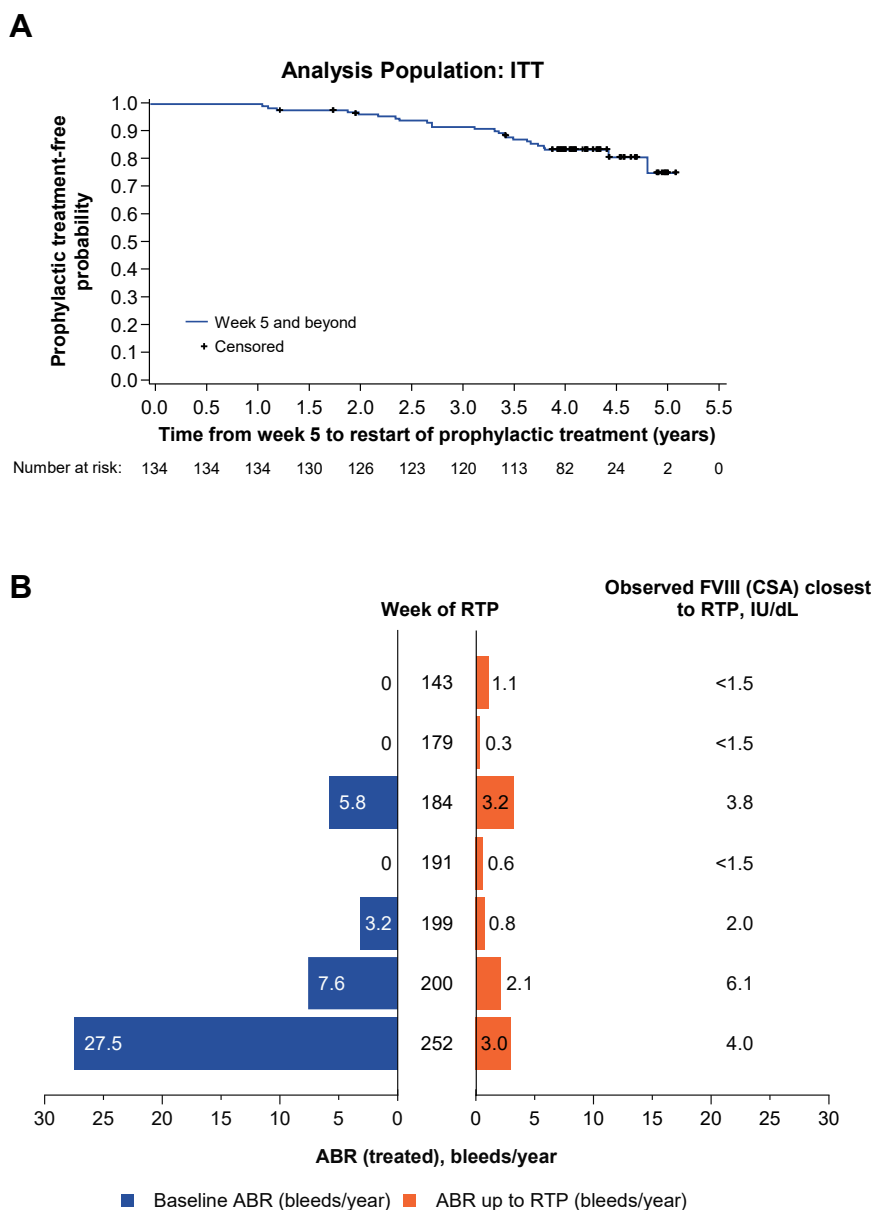 A
Analysis Population: ITT
Prophylactic treatment-free
probability
1.0
0.9
0.8
0.7
0.6
0.5
0.4
0.3
0.2
0.1
0.0
Week 5 and beyond
Censored
0.0 0.5 1.0 1.5 2.0 2.5 3.0 3.5 4.0 4.5 5.0 5.5
Time from week 5 to restart of prophylactic treatment (years)
Number at risk: 134 134 134 130 126 123 120 113 82 24 2 0
B
Week of RTP
Observed FVIII (CSA) closest
to RTP, IU/dL
0 143 1.1 <1.5
0 179 0.3 <1.5
5.8 184 3.2 3.8
0 191 0.6 <1.5
3.2 199 0.8 2.0
7.6 200 2.1 6.1
27.5 252 3.0 4.0
30 25 20 15 10 5 0 0 5 10 15 20 25 30
ABR (treated), bleeds/year
Baseline ABR (bleeds/year) ABR up to RTP (bleeds/year)